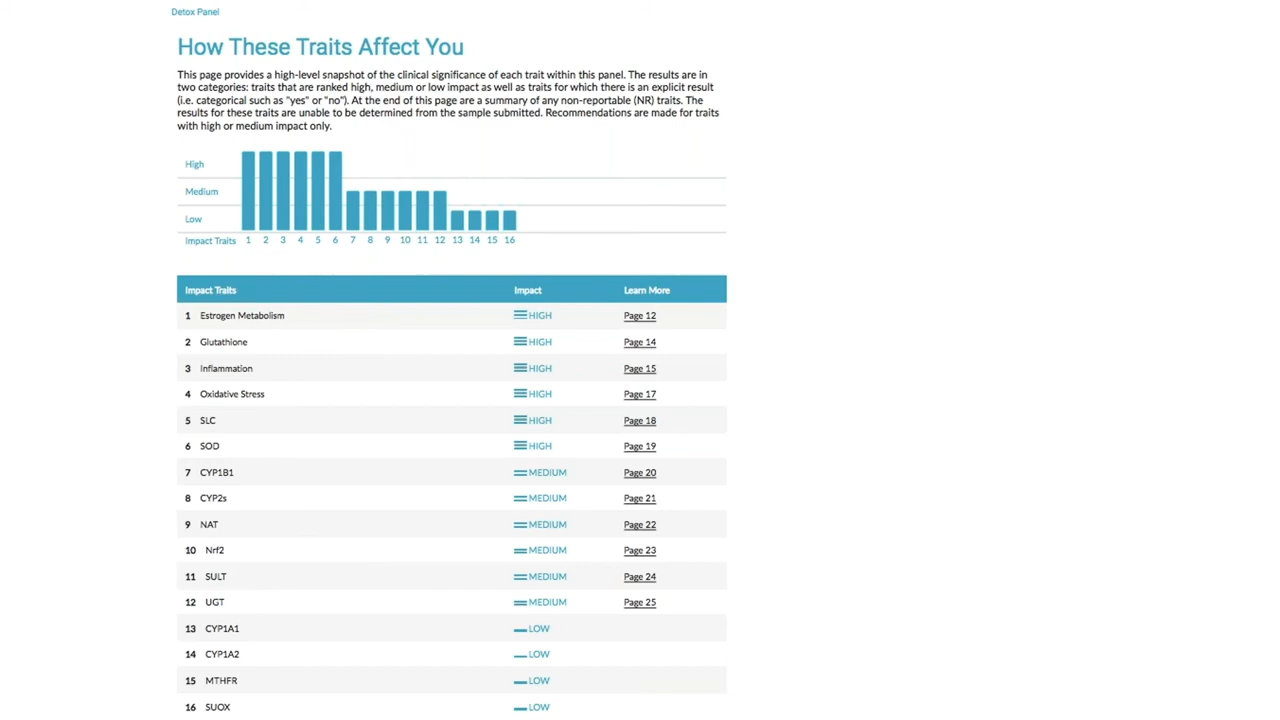 Detox Panel
How These Traits Affect You
This page provides a high-level snapshot of the clinical significance of each trait within this panel. The results are in
two categories: traits that are ranked high, medium or low impact as well as traits for which there is an explicit result
(i.e. categorical such as "yes" or "no"). At the end of this page are a summary of any non-reportable (NR) traits. The
results for these traits are unable to be determined from the sample submitted. Recommendations are made for traits
with high or medium impact only.
High
Medium
Low
Impact Traits 1 2 3 4 5 6 7 8 9 10 11 12 13 14 15 16
Impact Traits Impact Learn More
1 Estrogen Metabolism HIGH Page 12
2 Glutathione HIGH Page 14
3 Inflammation HIGH Page 15
4 Oxidative Stress HIGH Page 17
5 SLC HIGH Page 18
6 SOD HIGH Page 19
7 CYP1B1 MEDIUM Page 20
8 CYP2s MEDIUM Page 21
9 NAT MEDIUM Page 22
10 Nrf2 MEDIUM Page 23
11 SULT MEDIUM Page 24
12 UGT MEDIUM Page 25
13 CYP1A1 LOW
14 CYP1A2 LOW
15 MTHFR LOW
16 SUOX LOW